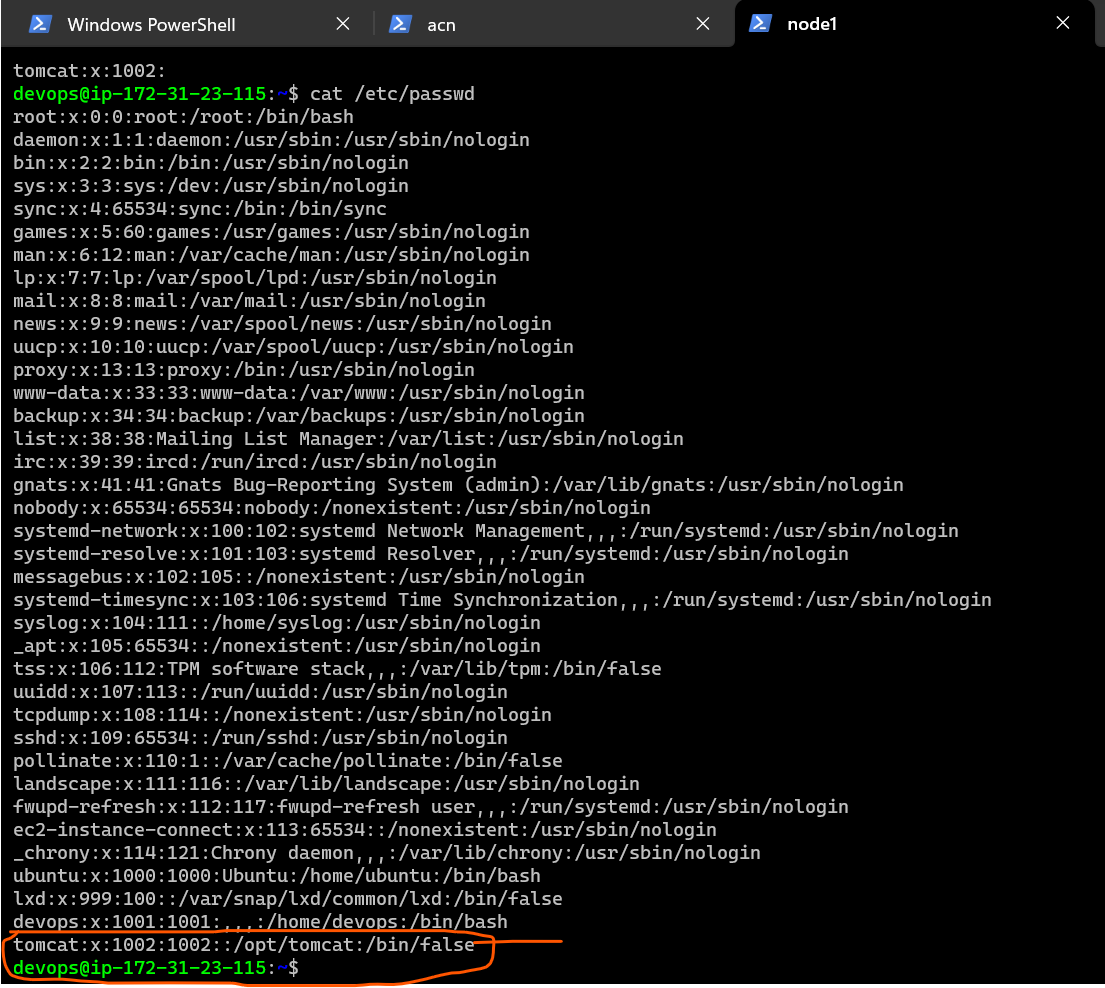 Windows PowerShell
acn
node1
tomcat:x:1002:
devops@ip-172-31-23-115:~$ cat /etc/passwd
root:x:0:0:root:/root:/bin/bash
daemon:x:1:1:daemon:/usr/sbin:/usr/sbin/nologin
bin:x:2:2:bin:/bin:/usr/sbin/nologin
sys:x:3:3:sys:/dev:/usr/sbin/nologin
sync:x:4:65534:sync:/bin:/bin/sync
games:x:5:60:games:/usr/games:/usr/sbin/nologin
man:x:6:12:man:/var/cache/man:/usr/sbin/nologin
lp:x:7:7:lp:/var/spool/lpd:/usr/sbin/nologin
mail:x:8:8:mail:/var/mail:/usr/sbin/nologin
news:x:9:9:news:/var/spool/news:/usr/sbin/nologin
uucp:x:10:10:uucp:/var/spool/uucp:/usr/sbin/nologin
proxy:x:13:13:proxy:/bin:/usr/sbin/nologin
www-data:x:33:33:www-data:/var/www:/usr/sbin/nologin
backup:x:34:34:backup:/var/backups:/usr/sbin/nologin
list:x:38:38:Mailing List Manager:/var/list:/usr/sbin/nologin
irc:x:39:39:ircd:/run/ircd:/usr/sbin/nologin
gnats:x:41:41:Gnats Bug-Reporting System (admin):/var/lib/gnats:/usr/sbin/nologin
nobody:x:65534:65534:nobody:/nonexistent:/usr/sbin/nologin
systemd-network:x:100:102:systemd Network Management,,,:/run/systemd:/usr/sbin/nologin
systemd-resolve:x:101:103:systemd Resolver,,,:/run/systemd:/usr/sbin/nologin
messagebus:x:102:105::/nonexistent:/usr/sbin/nologin
systemd-timesync:x:103:106:systemd Time Synchronization,,,:/run/systemd:/usr/sbin/nologin
syslog:x:104:111::/home/syslog:/usr/sbin/nologin
_apt:x:105:65534::/nonexistent:/usr/sbin/nologin
tss:x:106:112:TPM software stack,,,:/var/lib/tpm:/bin/false
uuidd:x:107:113::/run/uuidd:/usr/sbin/nologin
tcpdump:x:108:114::/nonexistent:/usr/sbin/nologin
sshd:x:109:65534::/run/sshd:/usr/sbin/nologin
pollinate:x:110:1::/var/cache/pollinate:/bin/false
landscape:x:111:116::/var/lib/landscape:/usr/sbin/nologin
fwupd-refresh:x:112:117:fwupd-refresh user,,,:/run/systemd:/usr/sbin/nologin
ec2-instance-connect:x:113:65534::/nonexistent:/usr/sbin/nologin
_chrony:x:114:121:Chrony daemon,,,:/var/lib/chrony:/usr/sbin/nologin
ubuntu:x:1000:1000:Ubuntu:/home/ubuntu:/bin/bash
lxd:x:999:100::/var/snap/lxd/common/lxd:/bin/false
devops:x:1001:1001:,,,:/home/devops:/bin/bash
tomcat:x:1002:1002::/opt/tomcat:/bin/false
devops@ip-172-31-23-115:~$